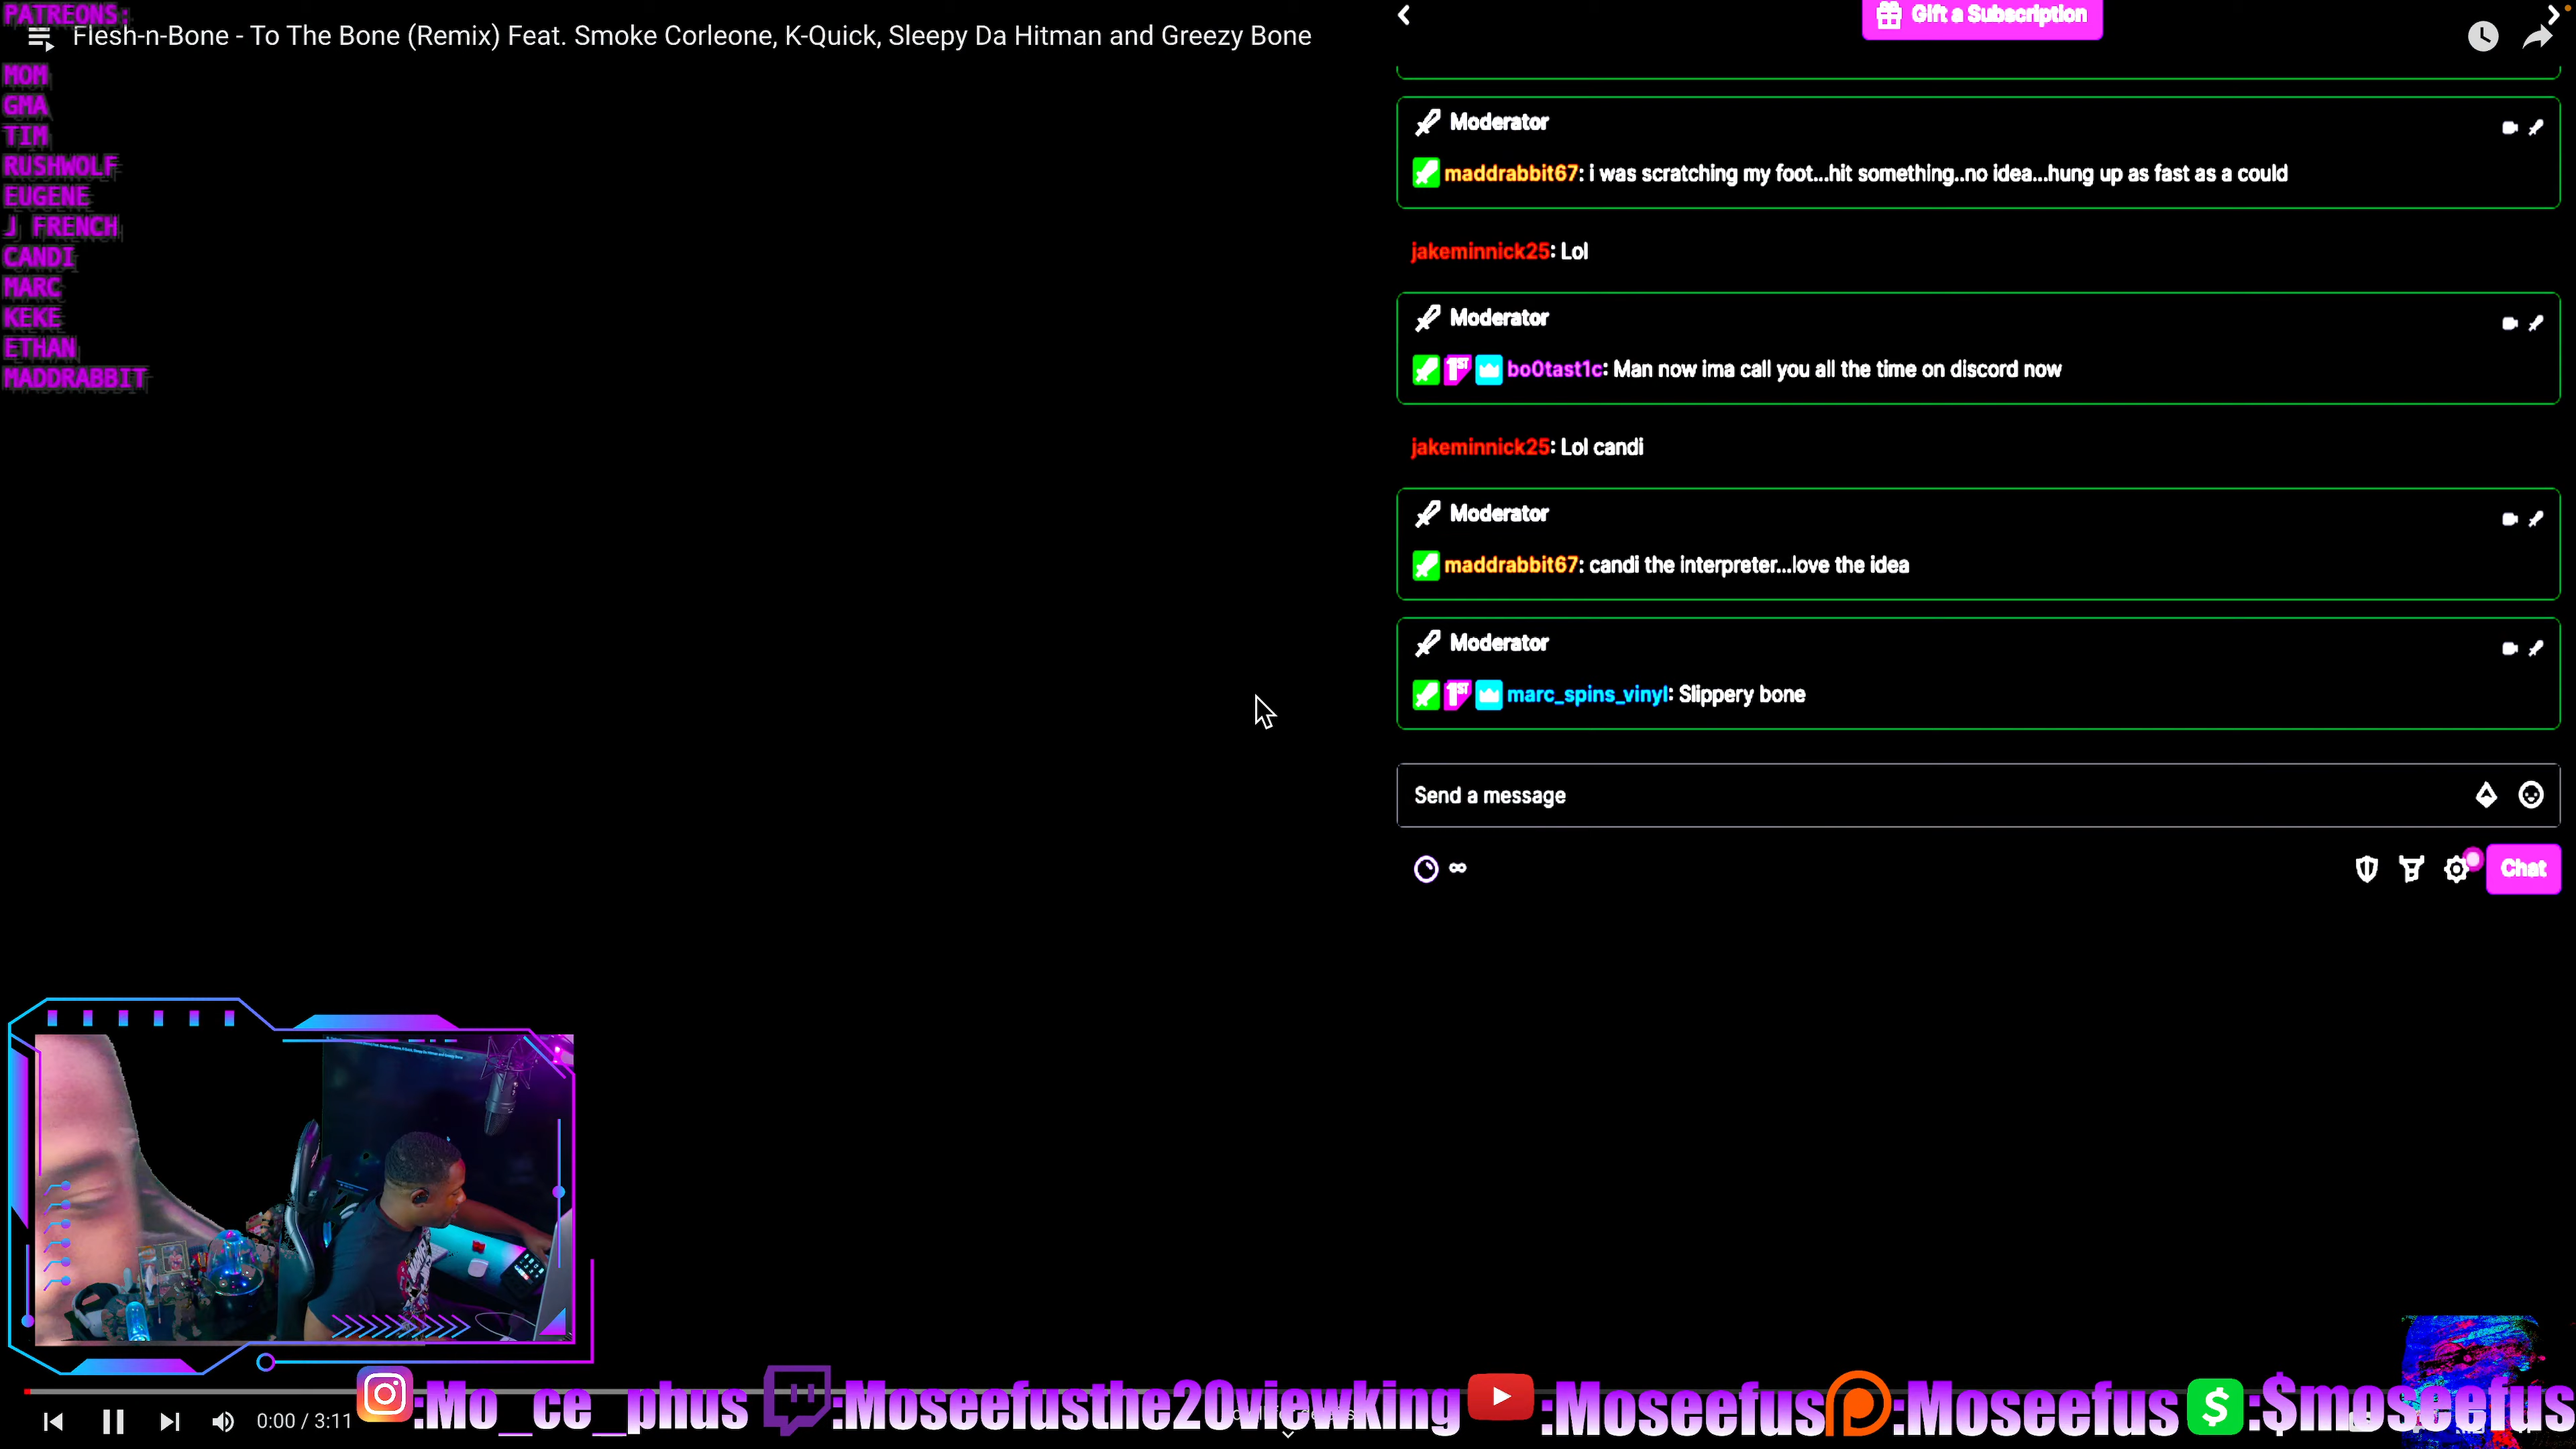 PATREONS:
Flesh-n-Bone - To The Bone (Remix) Feat. Smoke Corleone, K-Quick, Sleepy Da Hitman and Greezy Bone
MOM
GMA
TIM
RUSHWOLF
EUGENE
J FRENCH
CANDI
MARC
KEKE
ETHAN
MADDRABBIT
Gift a Subscription
Moderator
maddrabbit67: i was scratching my foot...hit something..no idea...hung up as fast as a could
jakeminnick25: Lol
Moderator
1ST bo0tast1c: Man now ima call you all the time on discord now
jakeminnick25: Lol candi
Moderator
maddrabbit67: candi the interpreter...love the idea
Moderator
1ST marc_spins_vinyl: Slippery bone
Send a message
Chat
0:00 / 3:11
:Mo_ce_phus
:Moseefusthe20viewking
:Moseefus
:Moseefus
$:$moseefus